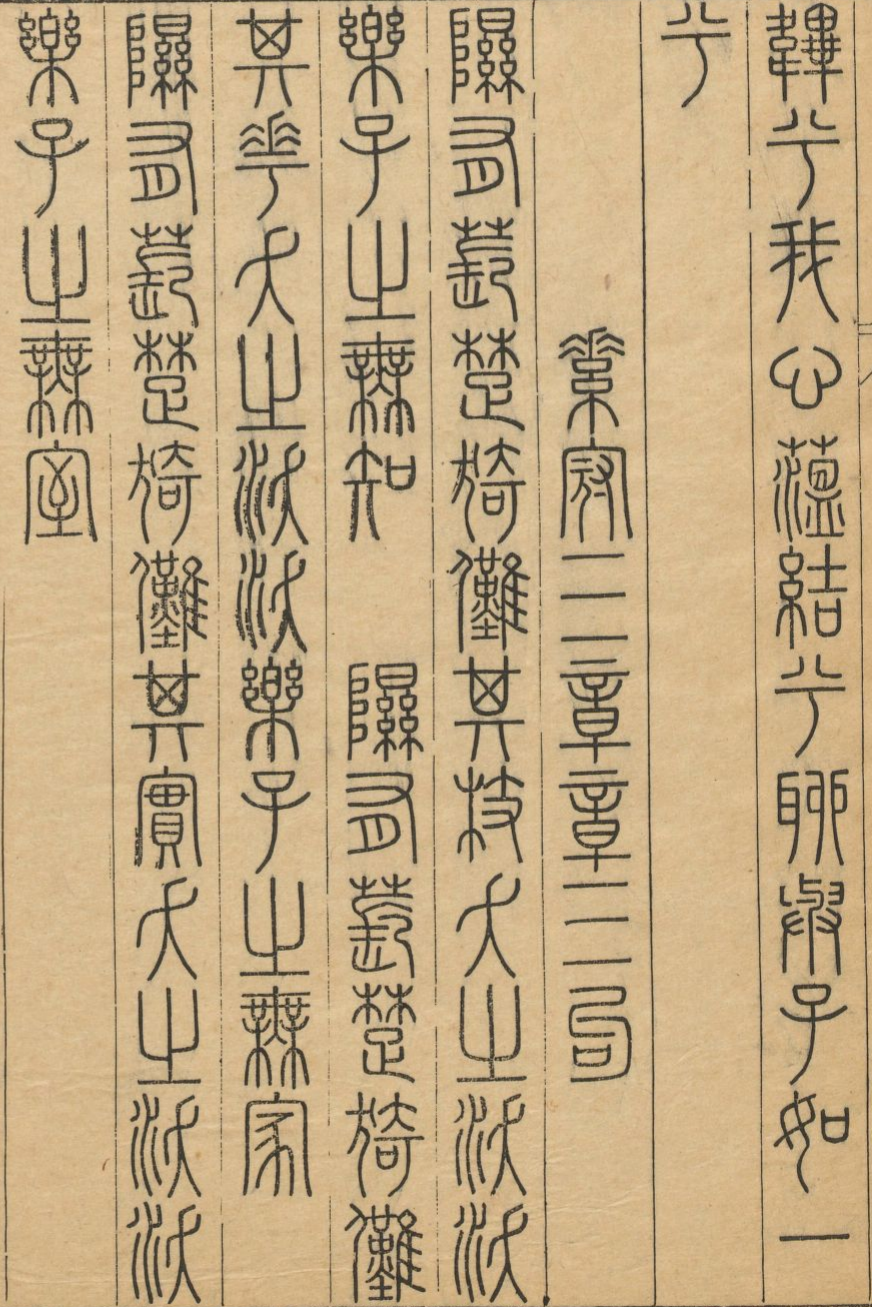 韠兮我心蘊結兮聊與子如一
兮
素冠三章章三句
隰有萇楚猗儺其枝夭之沃沃
樂子之無知　隰有萇楚猗儺
其華夭之沃沃樂子之無家
隰有萇楚猗儺其實夭之沃沃
樂子之無室